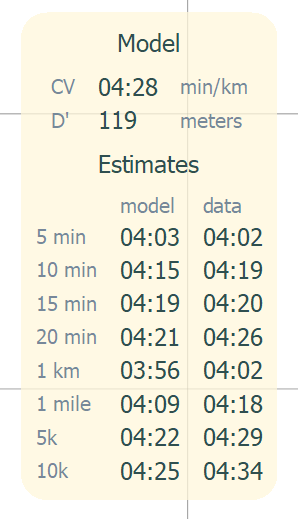 Model
CV 04:28 min/km
D' 119 meters
Estimates
model data
5 min 04:03 04:02
10 min 04:15 04:19
15 min 04:19 04:20
20 min 04:21 04:26
1 km 03:56 04:02
1 mile 04:09 04:18
5k 04:22 04:29
10k 04:25 04:34